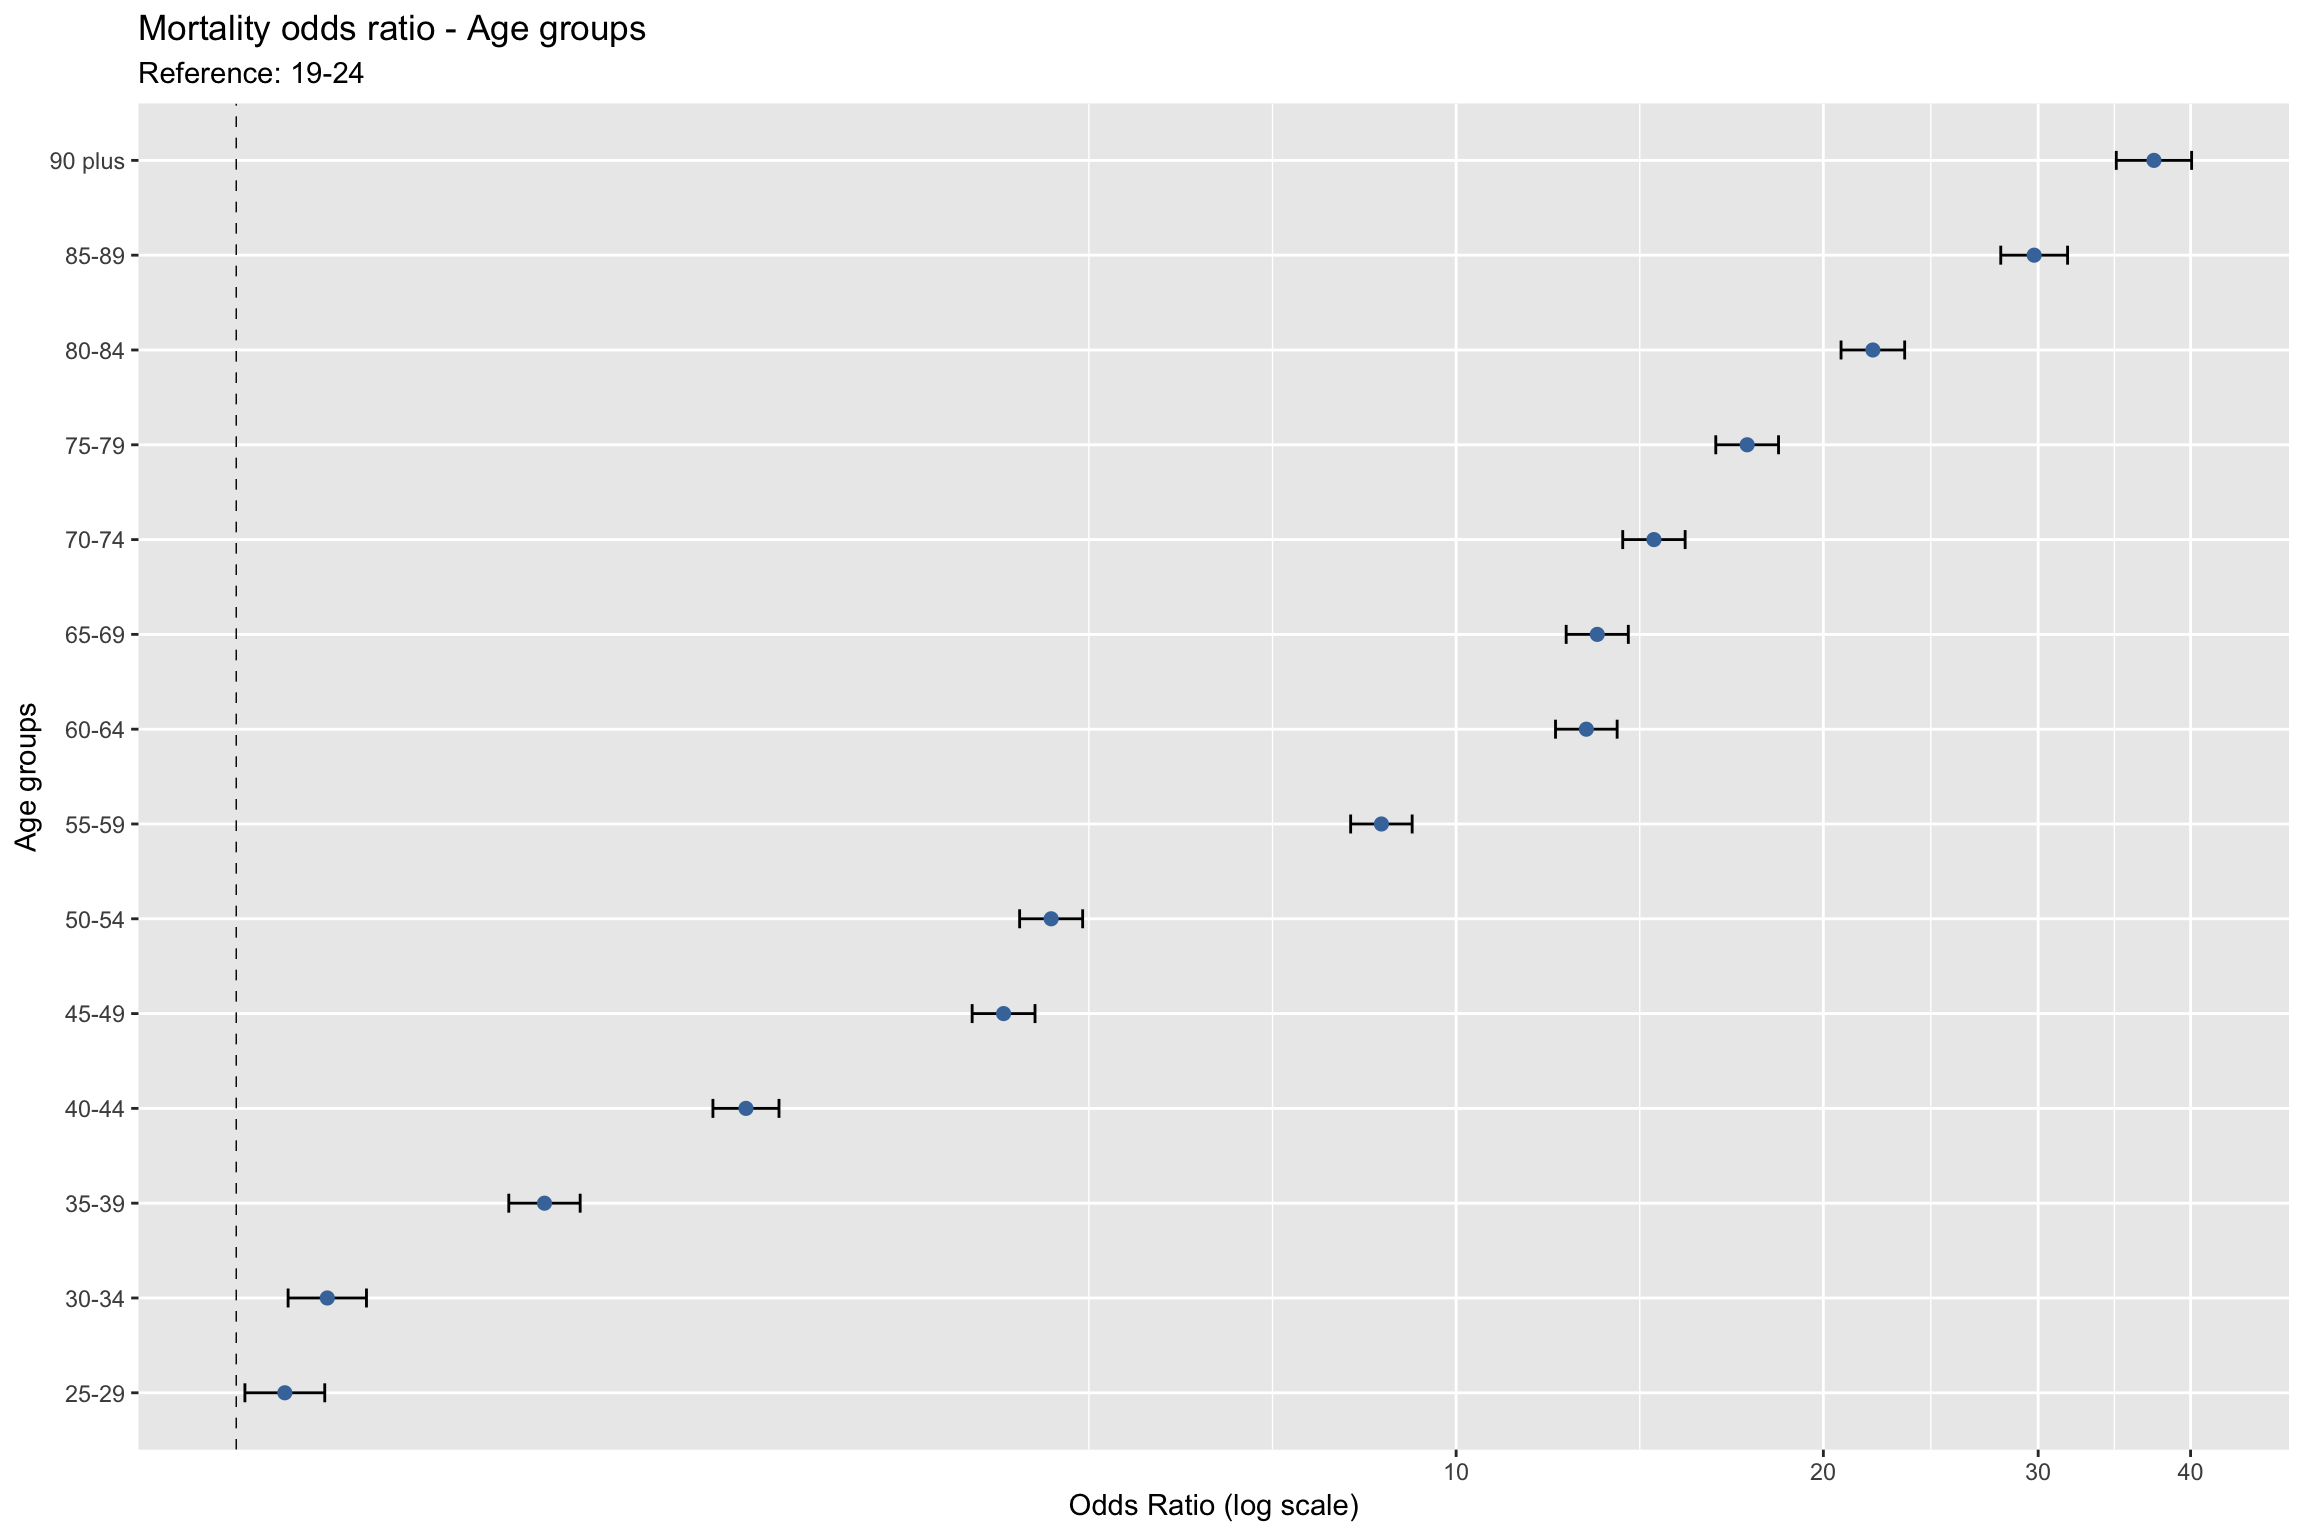 Mortality odds ratio - Age groups
Reference: 19-24
90 plus
85-89
80-84
75-79
70-74
65-69
60-64
55-59
50-54
45-49
40-44
35-39
30-34
25-29
Age groups
10 20 30 40
Odds Ratio (log scale)